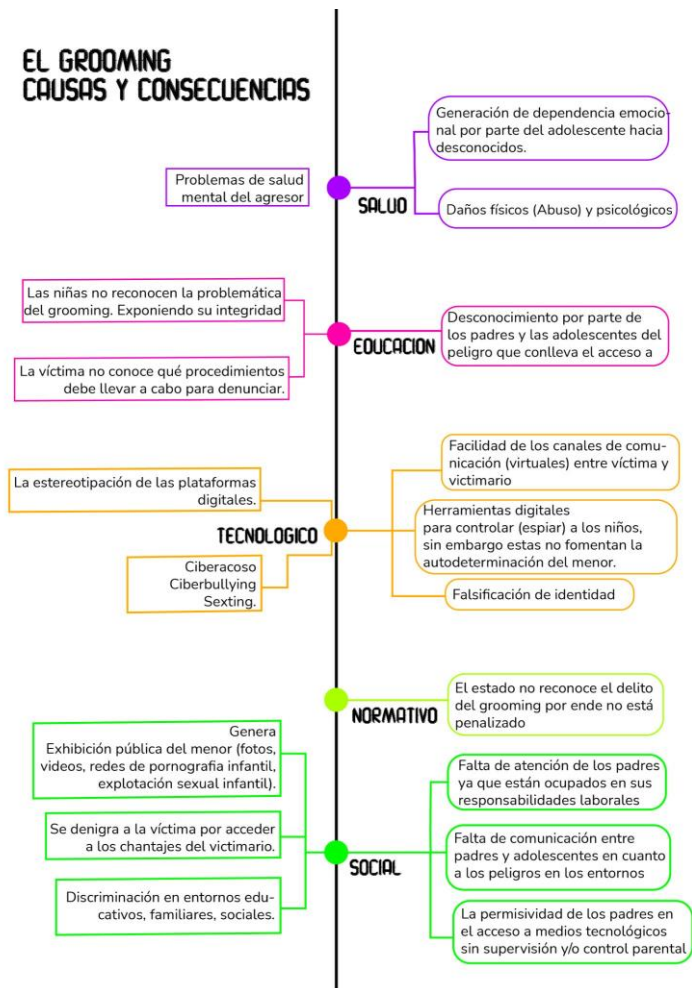 EL GROOMING
CAUSAS Y CONSECUENCIAS
Generación de dependencia emocio-
nal por parte del adolescente hacia
desconocidos.
Problemas de salud
mental del agresor
SALUD
Daños físicos (Abuso) y psicológicos
Las niñas no reconocen la problemática
del grooming. Exponiendo su integridad
La víctima no conoce qué procedimientos
debe llevar a cabo para denunciar.
EDUCACION
Desconocimiento por parte de
los padres y las adolescentes del
peligro que conlleva el acceso a
La estereotipación de las plataformas
digitales.
TECNOLOGICO
Ciberacoso
Ciberbullying
Sexting.
Facilidad de los canales de comu-
nicación (virtuales) entre víctima y
victimario
Herramientas digitales
para controlar (espiar) a los niños,
sin embargo estas no fomentan la
autodeterminación del menor.
Falsificación de identidad
NORMATIVO
El estado no reconoce el delito
del grooming por ende no está
penalizado
Genera
Exhibición pública del menor (fotos,
videos, redes de pornografia infantil,
explotación sexual infantil).
Se denigra a la víctima por acceder
a los chantajes del victimario.
Discriminación en entornos edu-
cativos, familiares, sociales.
SOCIAL
Falta de atención de los padres
ya que están ocupados en sus
responsabilidades laborales
Falta de comunicación entre
padres y adolescentes en cuanto
a los peligros en los entornos
La permisividad de los padres en
el acceso a medios tecnológicos
sin supervisión y/o control parental